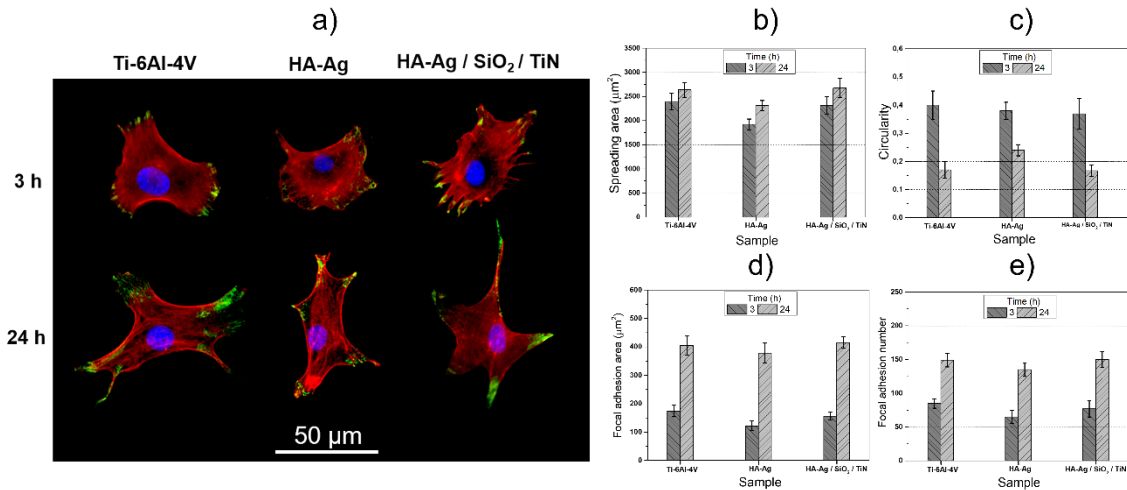 a)
Ti-6Al-4V HA-Ag HA-Ag / SiO₂ / TiN
3 h
24 h
50 µm
b)
Spreading area (µm²)
3500
3000
2500
2000
1500
1000
500
0
Time (h)
3 24
Ti-6Al-4V HA-Ag HA-Ag / SiO₂ / TiN
Sample
c)
Circularity
0,6
0,5
0,4
0,3
0,2
0,1
0,0
Time (h)
3 24
Ti-6Al-4V HA-Ag HA-Ag / SiO₂ / TiN
Sample
d)
Focal adhesion area (µm²)
600
500
400
300
200
100
0
Time (h)
3 24
Ti-6Al-4V HA-Ag HA-Ag / SiO₂ / TiN
Sample
e)
Focal adhesion number
250
200
150
100
50
0
Time (h)
3 24
Ti-6Al-4V HA-Ag HA-Ag / SiO₂ / TiN
Sample